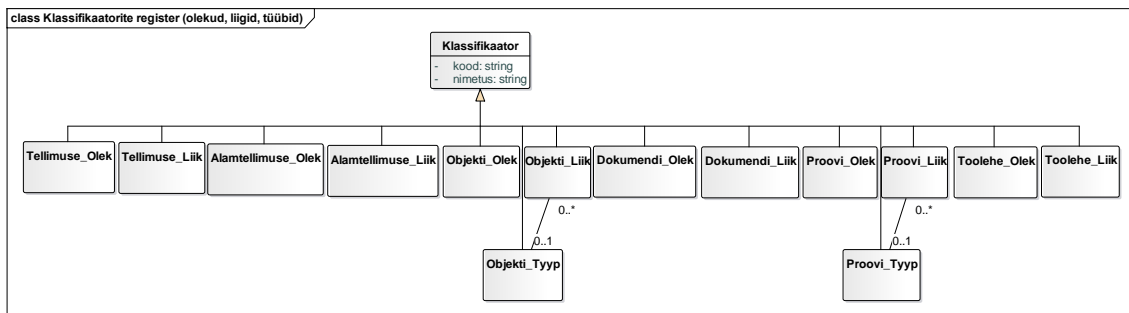 class Klassifikaatorite register (olekud, liigid, tüübid)
Klassifikaator
- kood: string
- nimetus: string
Tellimuse_Olek
Tellimuse_Liik
Alamtellimuse_Olek
Alamtellimuse_Liik
Objekti_Olek
Objekti_Liik
Dokumendi_Olek
Dokumendi_Liik
Proovi_Olek
Proovi_Liik
Toolehe_Olek
Toolehe_Liik
0..*
0..*
0..1
0..1
Objekti_Tyyp
Proovi_Tyyp